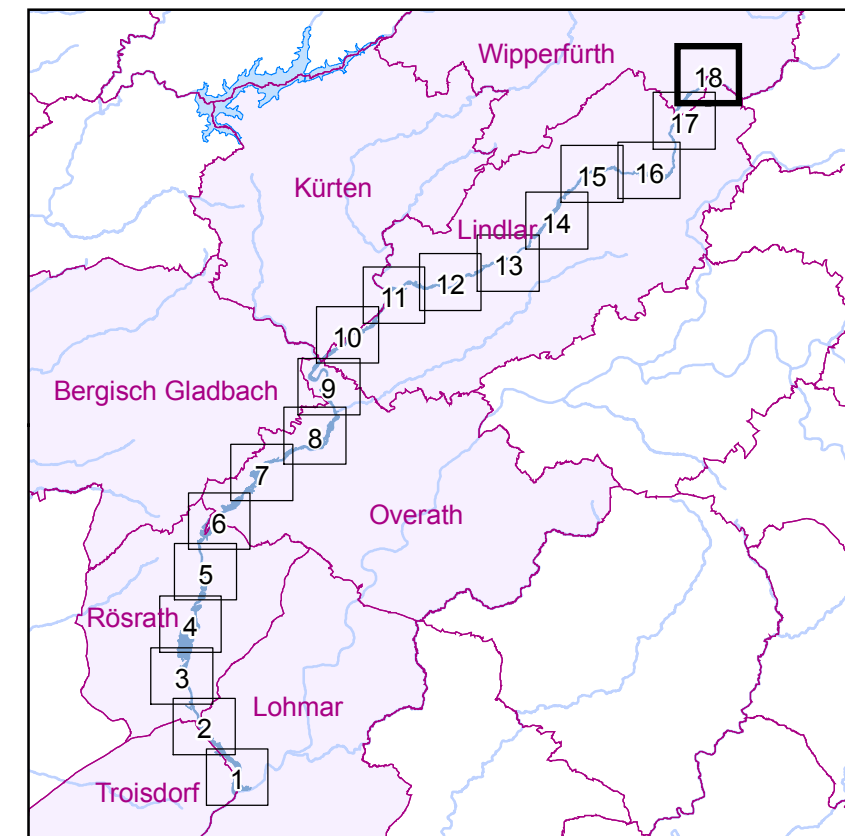 Wipperfürth
18
17
16
15
Kürten
14
Lindlar
13
12
11
10
9
Bergisch Gladbach
8
7
6
Overath
5
Rösrath
4
3
Lohmar
2
1
Troisdorf